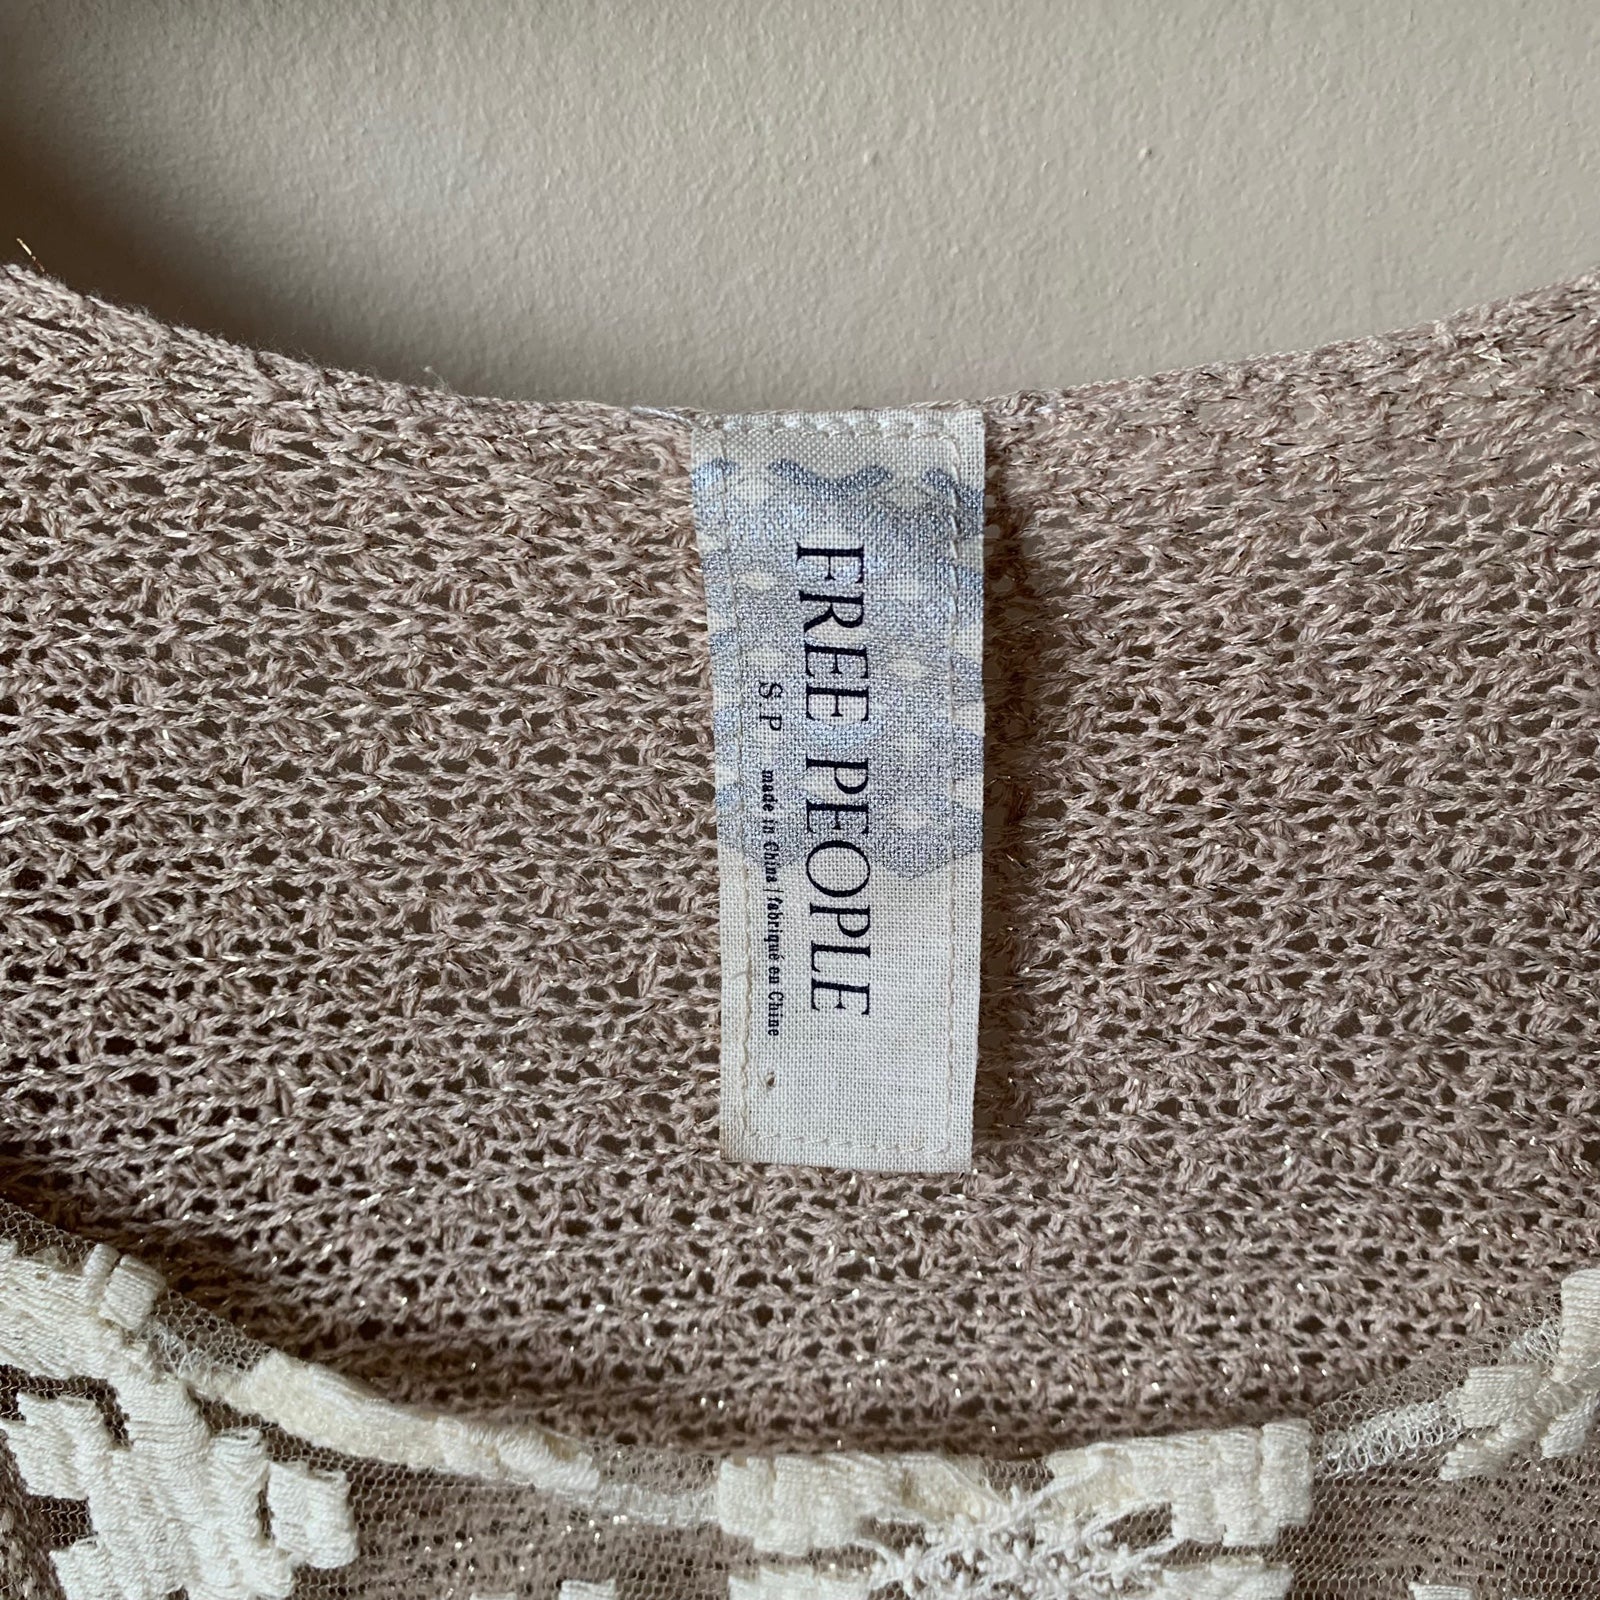 FREE PEOPLE
S.P made in China | fabriqué en Chine